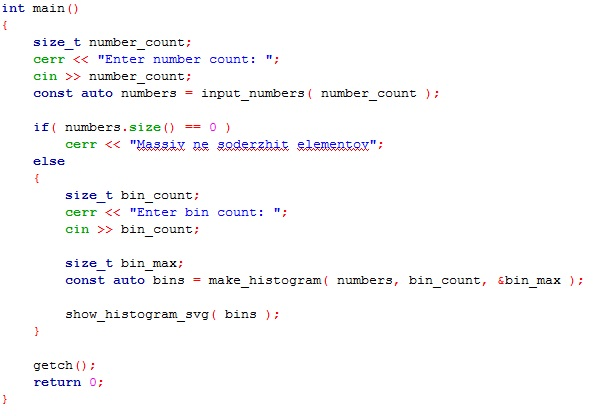 int main()
{
    size_t number_count;
    cerr << "Enter number count: ";
    cin >> number_count;
    const auto numbers = input_numbers( number_count );

    if( numbers.size() == 0 )
        cerr << "Massiv ne soderzhit elementov";
    else
    {
        size_t bin_count;
        cerr << "Enter bin count: ";
        cin >> bin_count;

        size_t bin_max;
        const auto bins = make_histogram( numbers, bin_count, &bin_max );

        show_histogram_svg( bins );
    }

    getch();
    return 0;
}